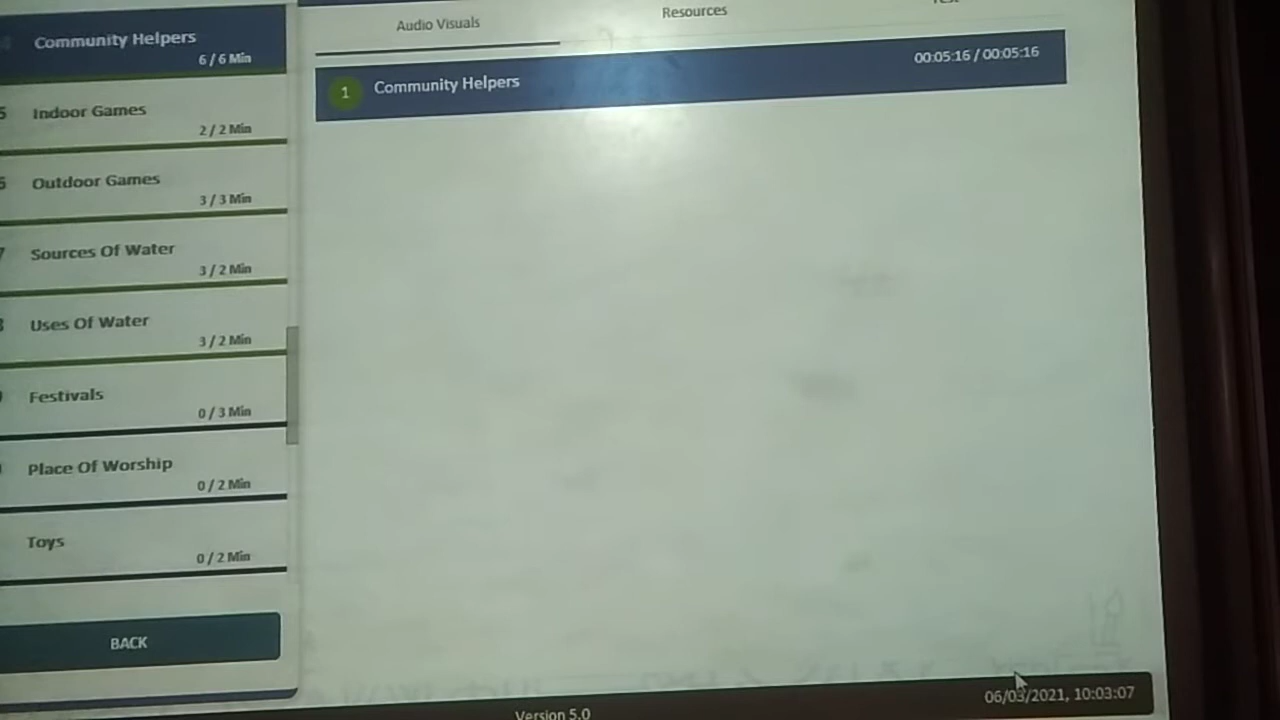 Audio Visuals
Resources
Community Helpers
6 / 6 Min
Indoor Games
2 / 2 Min
Outdoor Games
3 / 3 Min
Sources Of Water
3 / 2 Min
Uses Of Water
3 / 2 Min
Festivals
0 / 3 Min
Place Of Worship
0 / 2 Min
Toys
0 / 2 Min
BACK
1 Community Helpers 00:05:16 / 00:05:16
Version 5.0
06/03/2021, 10:03:07